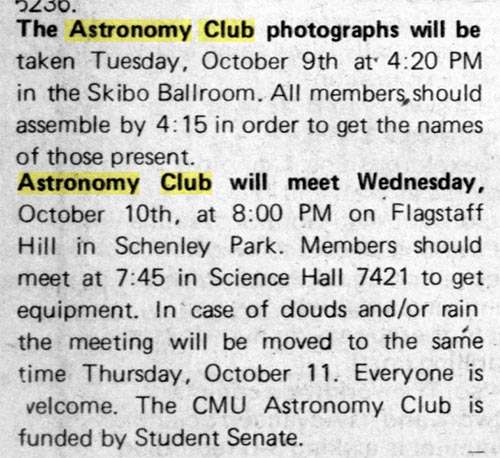 5236.
The Astronomy Club photographs will be
taken Tuesday, October 9th at 4:20 PM
in the Skibo Ballroom. All members, should
assemble by 4:15 in order to get the names
of those present.
Astronomy Club will meet Wednesday,
October 10th, at 8:00 PM on Flagstaff
Hill in Schenley Park. Members should
meet at 7:45 in Science Hall 7421 to get
equipment. In case of clouds and/or rain
the meeting will be moved to the same
time Thursday, October 11. Everyone is
welcome. The CMU Astronomy Club is
funded by Student Senate.